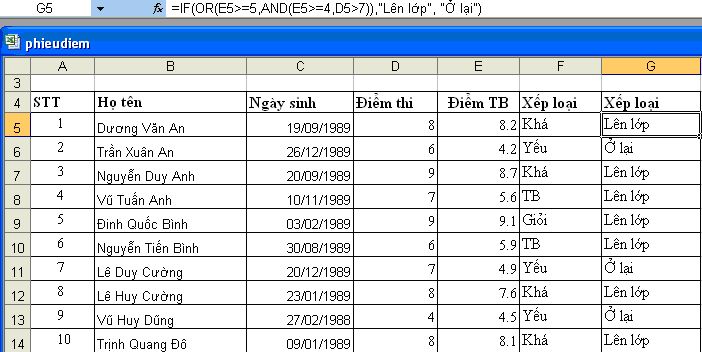 G5 fx =IF(OR(E5>=5,AND(E5>=4,D5>7)),"Lên lớp", "Ở lại")
phieudiem
A B C D E F G
3
4 STT Họ tên Ngày sinh Điểm thi Điểm TB Xếp loại Xếp loại
5 1 Dương Văn An 19/09/1989 8 8.2 Khá Lên lớp
6 2 Trần Xuân An 26/12/1989 6 4.2 Yếu Ở lại
7 3 Nguyễn Duy Anh 20/09/1989 9 8.7 Khá Lên lớp
8 4 Vũ Tuấn Anh 10/11/1989 7 5.6 TB Lên lớp
9 5 Đinh Quốc Bình 03/02/1989 9 9.1 Giỏi Lên lớp
10 6 Nguyễn Tiến Bình 30/08/1989 6 5.9 TB Lên lớp
11 7 Lê Duy Cường 20/12/1989 7 4.9 Yếu Ở lại
12 8 Lê Huy Cường 23/01/1989 8 7.6 Khá Lên lớp
13 9 Vũ Huy Dũng 27/02/1988 4 4.5 Yếu Ở lại
14 10 Trịnh Quang Đô 09/01/1989 8 8.1 Khá Lên lớp